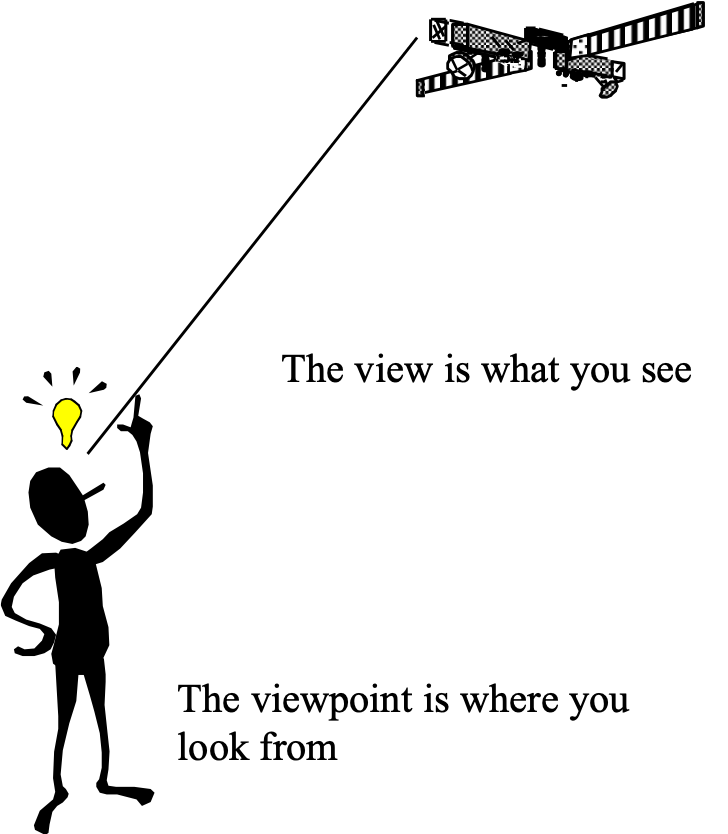 The view is what you see
The viewpoint is where you
look from